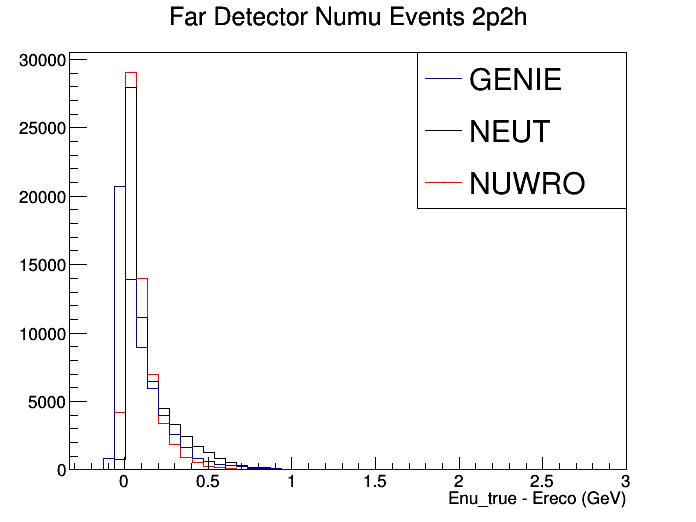 Far Detector Numu Events 2p2h
30000
25000
20000
15000
10000
5000
0
GENIE
NEUT
NUWRO
0 0.5 1 1.5 2 2.5 3
Enu_true - Ereco (GeV)